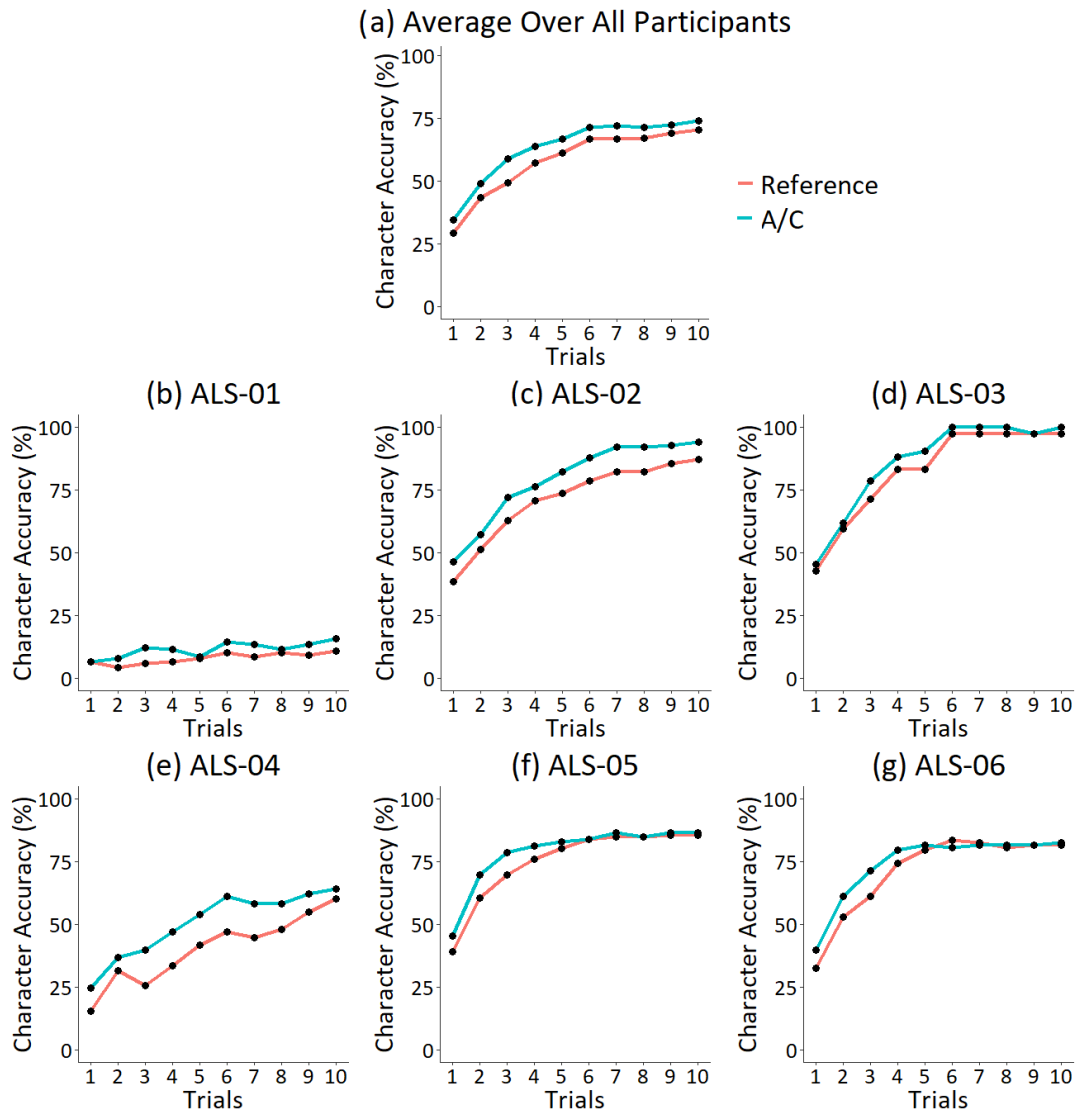 (a) Average Over All Participants
Character Accuracy (%)
100
75
50
25
0
1 2 3 4 5 6 7 8 9 10
Trials
Reference
A/C
(b) ALS-01
Character Accuracy (%)
100
75
50
25
0
1 2 3 4 5 6 7 8 9 10
Trials
(c) ALS-02
Character Accuracy (%)
100
75
50
25
0
1 2 3 4 5 6 7 8 9 10
Trials
(d) ALS-03
Character Accuracy (%)
100
75
50
25
0
1 2 3 4 5 6 7 8 9 10
Trials
(e) ALS-04
Character Accuracy (%)
100
75
50
25
0
1 2 3 4 5 6 7 8 9 10
Trials
(f) ALS-05
Character Accuracy (%)
100
75
50
25
0
1 2 3 4 5 6 7 8 9 10
Trials
(g) ALS-06
Character Accuracy (%)
100
75
50
25
0
1 2 3 4 5 6 7 8 9 10
Trials